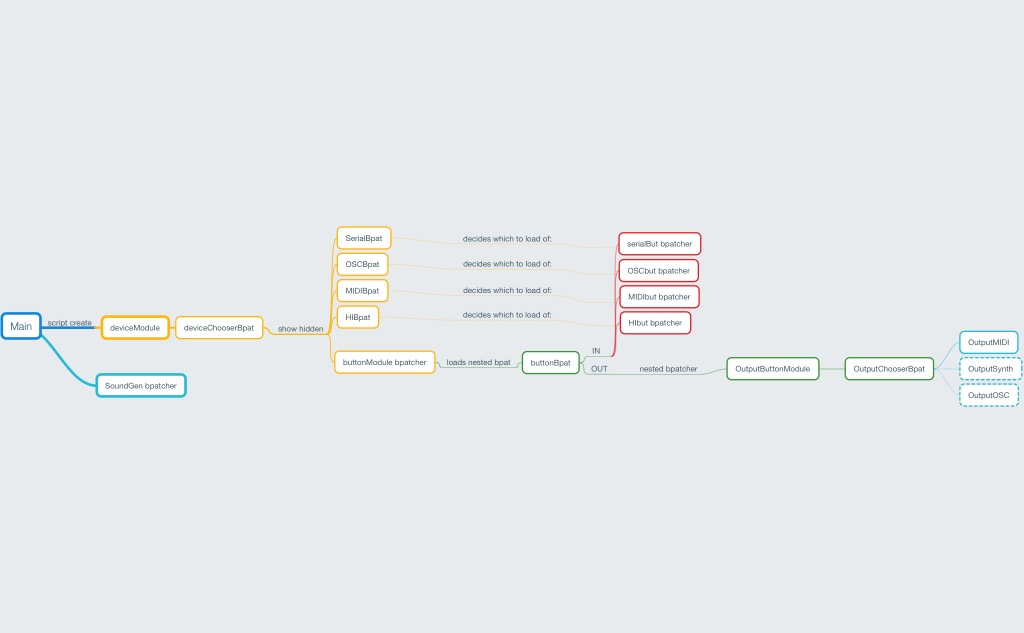 Main
script create
deviceModule
deviceChooserBpat
show hidden
SoundGen bpatcher
SerialBpat
OSCBpat
MIDIBpat
HIBpat
buttonModule bpatcher
decides which to load of:
decides which to load of:
decides which to load of:
decides which to load of:
serialBut bpatcher
OSCbut bpatcher
MIDIbut bpatcher
HIbut bpatcher
loads nested bpat
buttonBpat
IN
OUT
nested bpatcher
OutputButtonModule
OutputChooserBpat
OutputMIDI
OutputSynth
OutputOSC